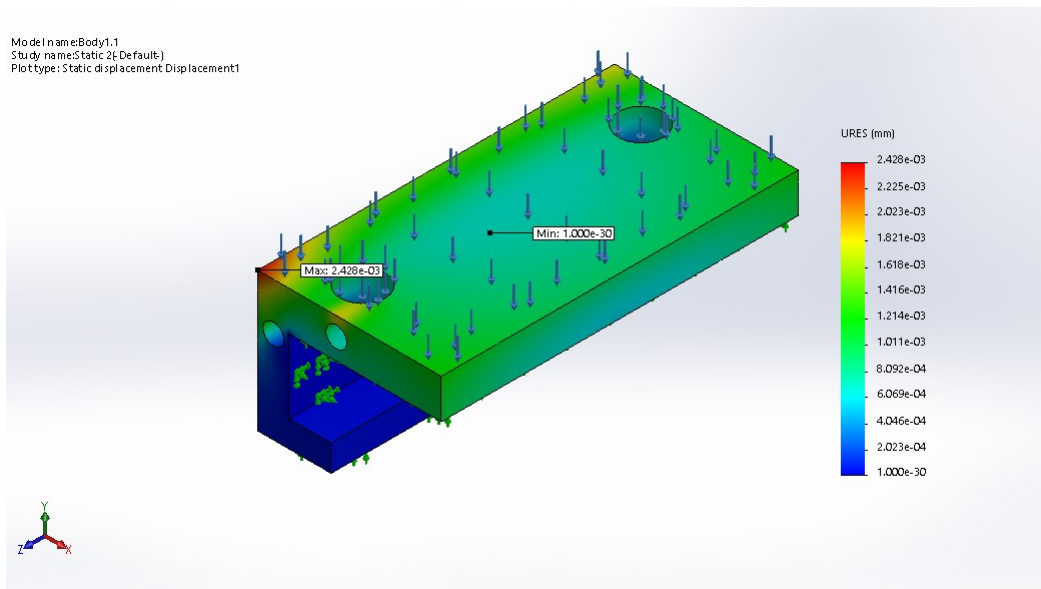 Model name:Body1.1
Study name:Static 2(-Default-)
Plot type: Static displacement Displacement1
URES (mm)
2.428e-03
2.225e-03
2.023e-03
1.821e-03
1.618e-03
1.416e-03
1.214e-03
1.011e-03
8.092e-04
6.069e-04
4.046e-04
2.023e-04
1.000e-30
Min: 1.000e-30
Max: 2.428e-03
Y
Z
X